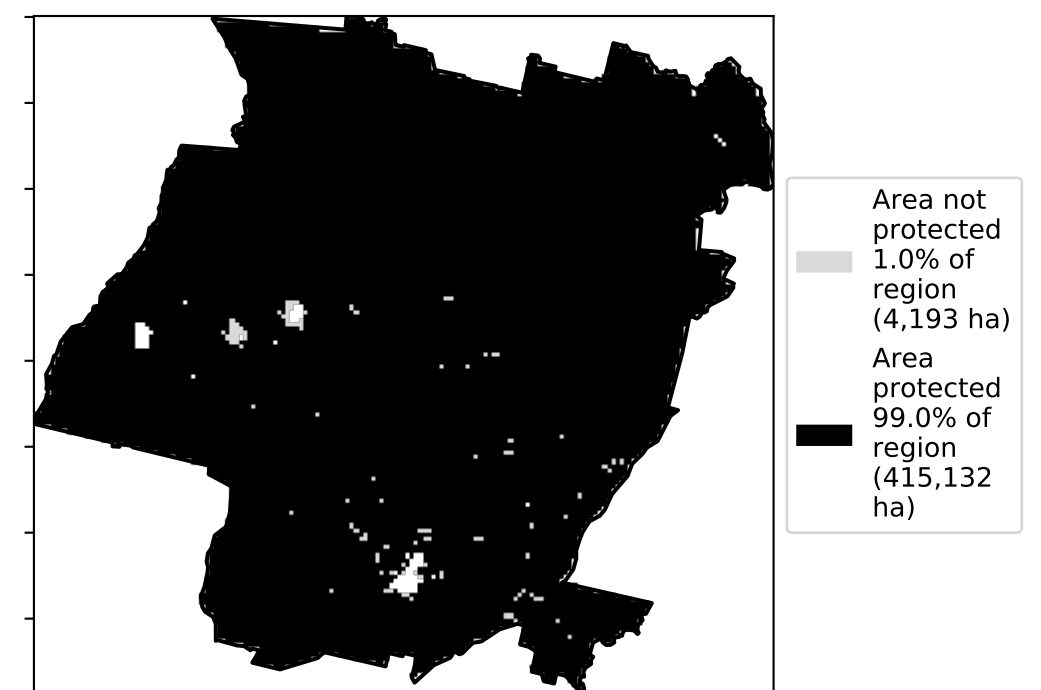 Area not
protected
1.0% of
region
(4,193 ha)
Area
protected
99.0% of
region
(415,132
ha)